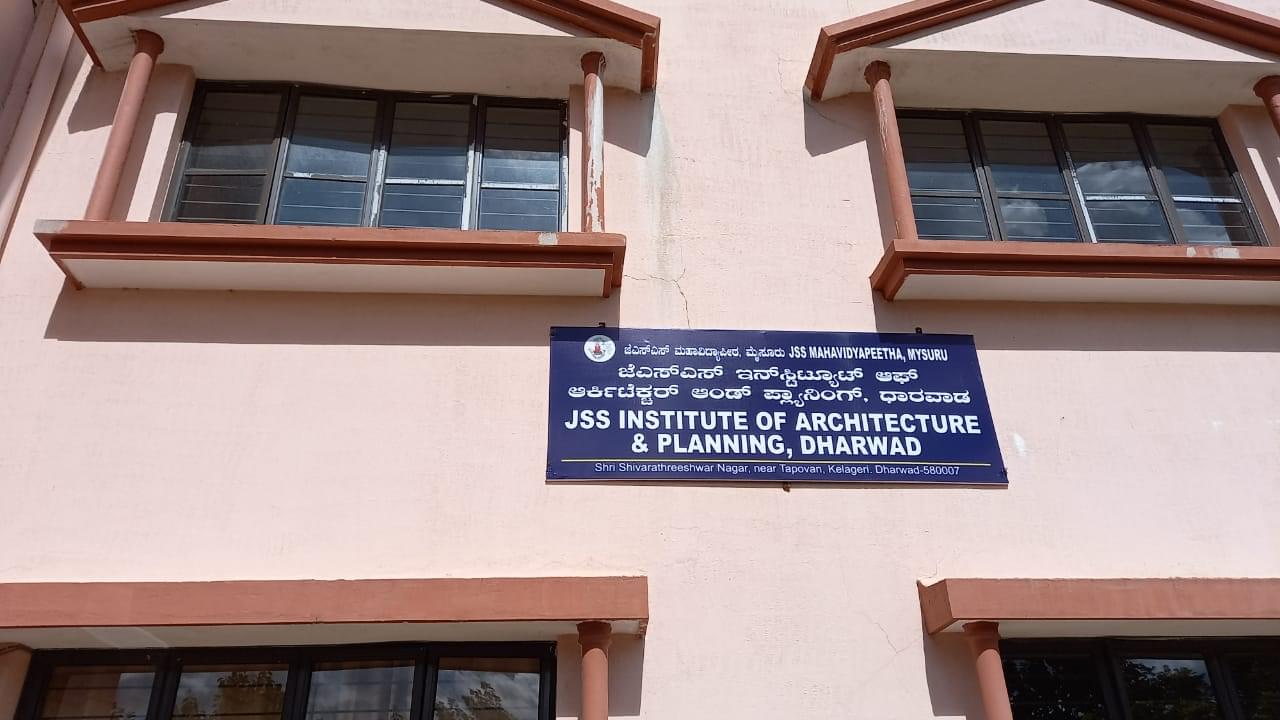 ಜೆಎಸ್ಎಸ್ ಮಹಾವಿದ್ಯಾಪೀಠ, ಮೈಸೂರು JSS MAHAVIDYAPEETHA, MYSURU
ಜೆಎಸ್ಎಸ್ ಇನ್‌ಸ್ಟಿಟ್ಯೂಟ್ ಆಫ್
ಆರ್ಕಿಟೆಕ್ಚರ್ ಆಂಡ್ ಪ್ಲ್ಯಾನಿಂಗ್, ಧಾರವಾಡ
JSS INSTITUTE OF ARCHITECTURE
& PLANNING, DHARWAD
Shri Shivarathreeshwar Nagar, near Tapovan, Kelageri. Dharwad-580007